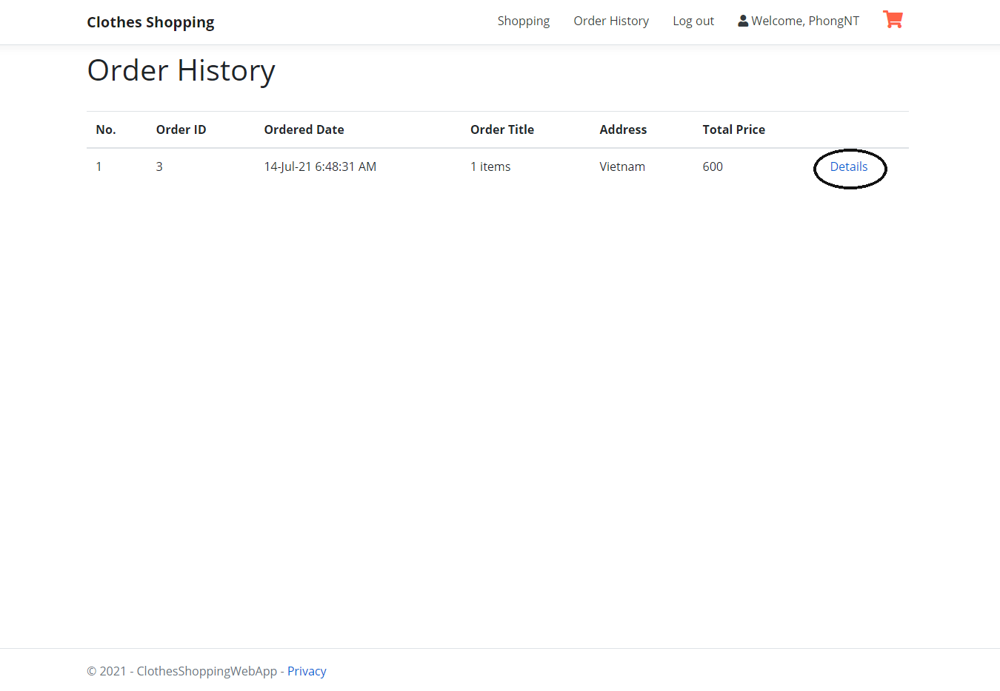 Clothes Shopping Shopping Order History Log out Welcome, PhongNT
Order History
No. Order ID Ordered Date Order Title Address Total Price
1 3 14-Jul-21 6:48:31 AM 1 items Vietnam 600 Details
© 2021 - ClothesShoppingWebApp - Privacy